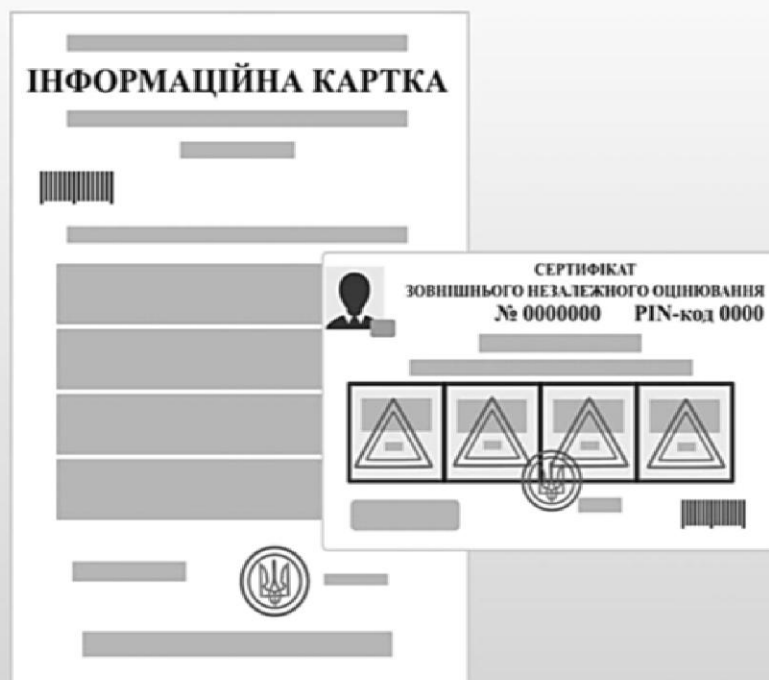 ІНФОРМАЦІЙНА КАРТКА
СЕРТИФІКАТ
ЗОВНІШНЬОГО НЕЗАЛЕЖНОГО ОЦІНЮВАННЯ
№ 0000000 PIN-код 0000